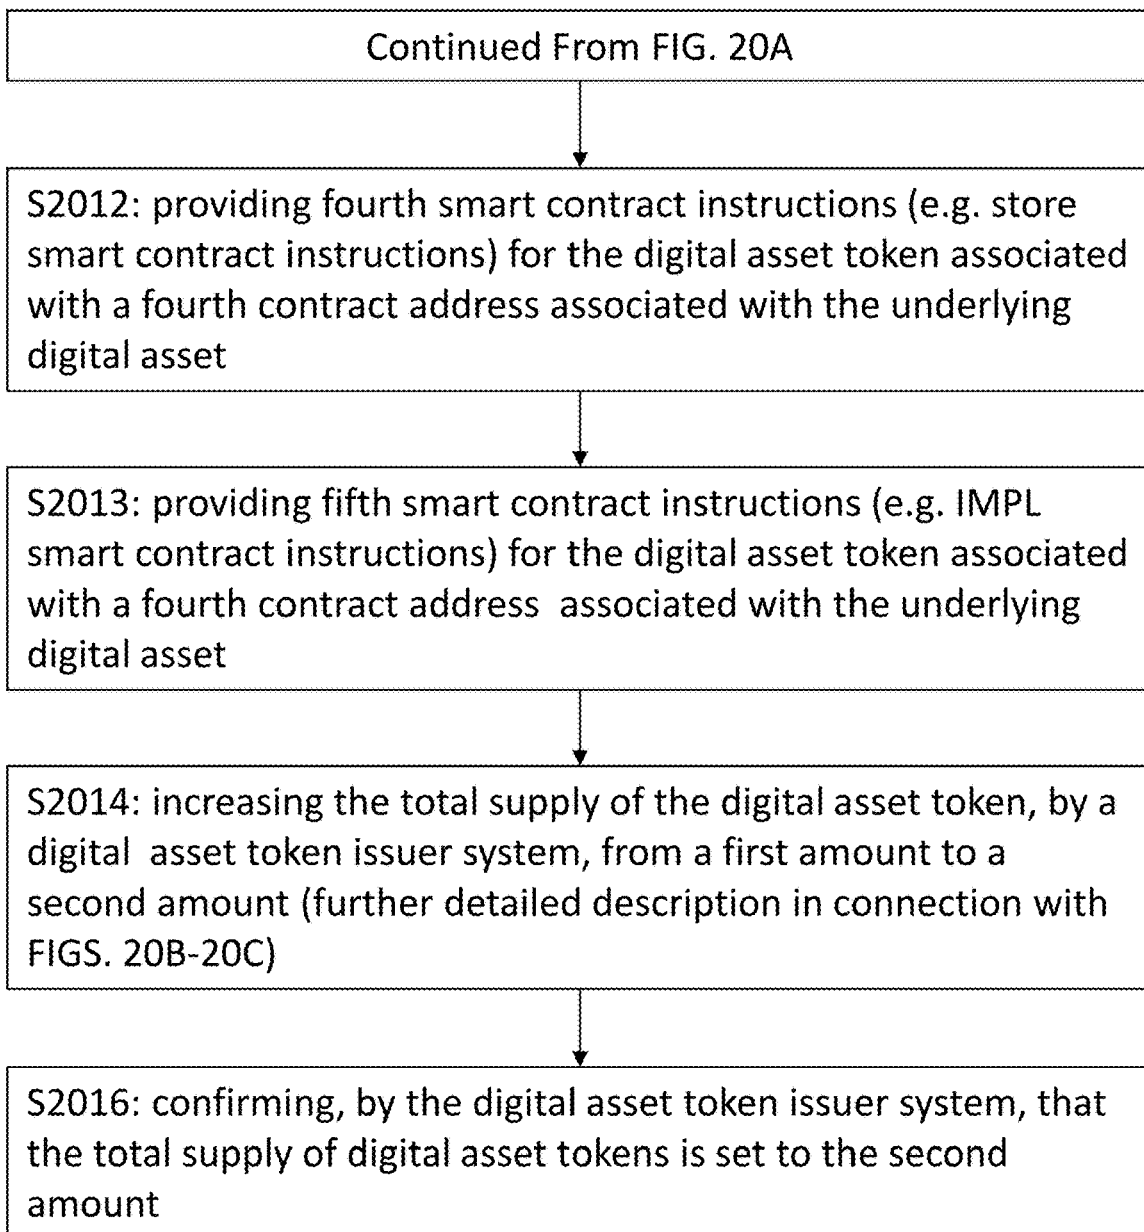 Continued From FIG. 20A
S2012: providing fourth smart contract instructions (e.g. store
smart contract instructions) for the digital asset token associated
with a fourth contract address associated with the underlying
digital asset
S2013: providing fifth smart contract instructions (e.g. IMPL
smart contract instructions) for the digital asset token associated
with a fourth contract address  associated with the underlying
digital asset
S2014: increasing the total supply of the digital asset token, by a
digital  asset token issuer system, from a first amount to a
second amount (further detailed description in connection with
FIGS. 20B-20C)
S2016: confirming, by the digital asset token issuer system, that
the total supply of digital asset tokens is set to the second
amount